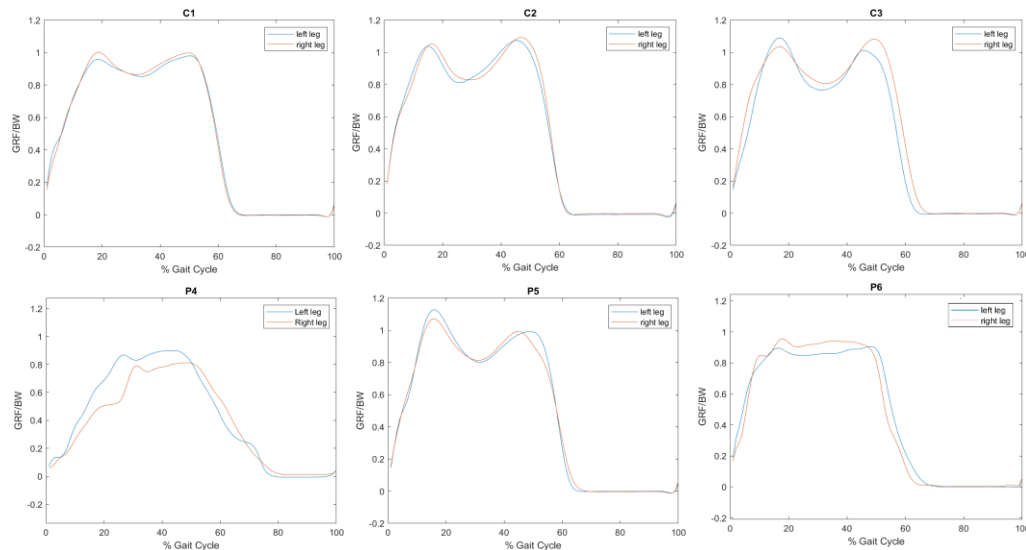 C1
1.2
1
0.8
0.6
0.4
0.2
0
-0.2
GRF/BW
left leg
right leg
0 20 40 60 80 100
% Gait Cycle
C2
1.2
1
0.8
0.6
0.4
0.2
0
-0.2
GRF/BW
left leg
right leg
0 20 40 60 80 100
% Gait Cycle
C3
1.2
1
0.8
0.6
0.4
0.2
0
-0.2
GRF/BW
left leg
right leg
0 20 40 60 80 100
% Gait Cycle
P4
1.2
1
0.8
0.6
0.4
0.2
0
-0.2
GRF/BW
Left leg
Right leg
0 20 40 60 80 100
% Gait Cycle
P5
1.2
1
0.8
0.6
0.4
0.2
0
-0.2
GRF/BW
left leg
right leg
0 20 40 60 80 100
% Gait Cycle
P6
1.2
1
0.8
0.6
0.4
0.2
0
-0.2
GRF/BW
left leg
right leg
0 20 40 60 80 100
% Gait Cycle